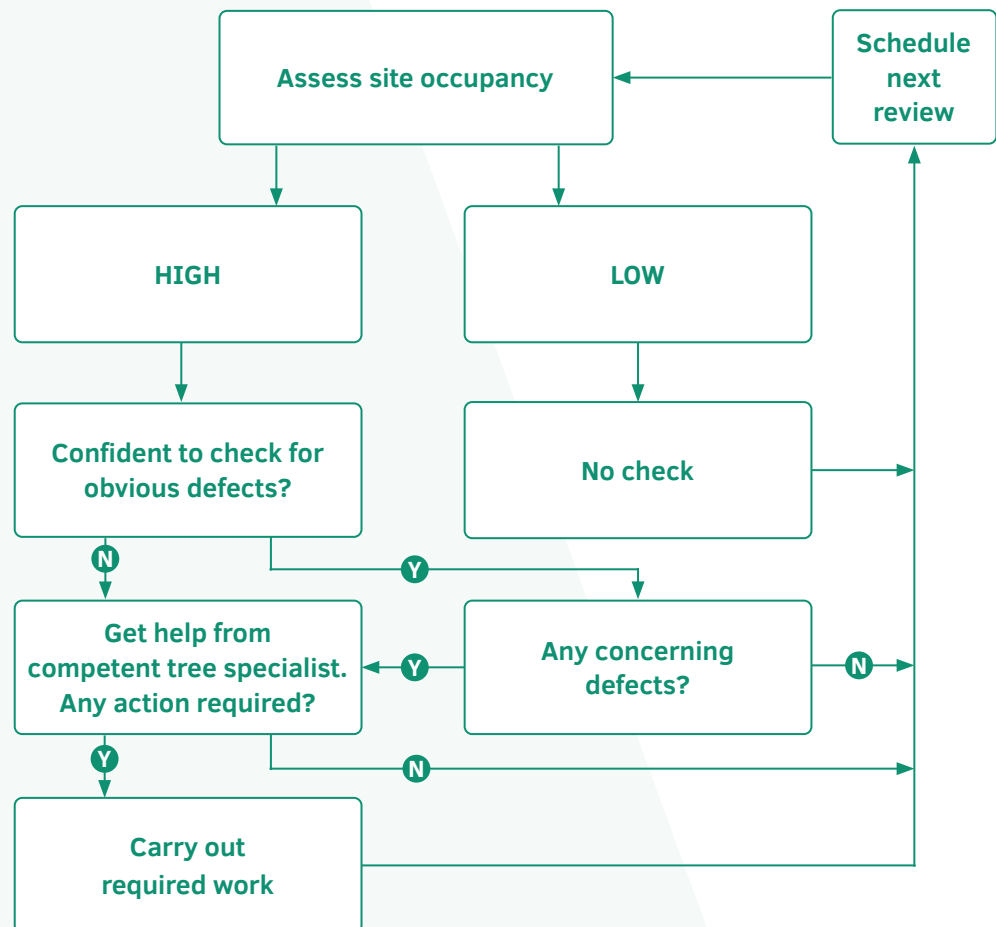 Assess site occupancy
Schedule
next
review
HIGH
LOW
Confident to check for
obvious defects?
No check
N
Y
Get help from
competent tree specialist.
Any action required?
Y
Any concerning
defects?
N
Y
N
Carry out
required work